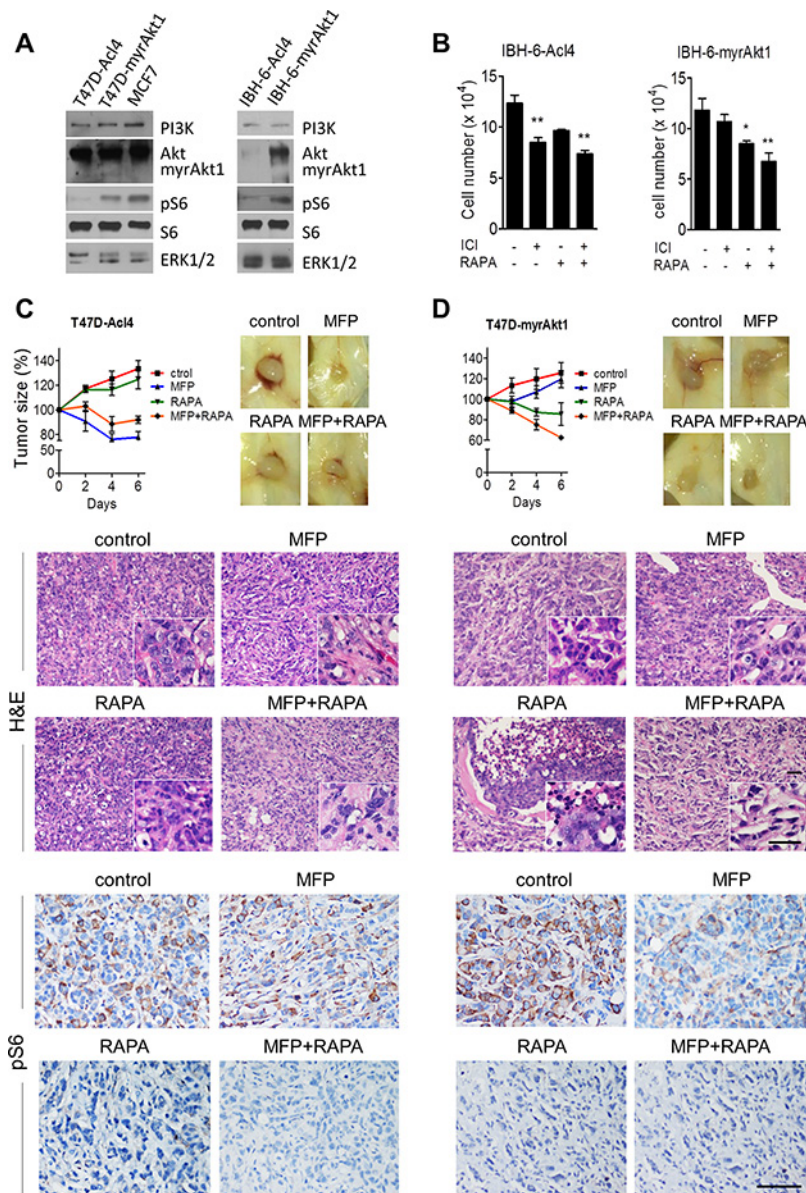 A
T47D-Acl4
T47D-myrAkt1
MCF7
IBH-6-Acl4
IBH-6-myrAkt1
PI3K
Akt
myrAkt1
pS6
S6
ERK1/2
PI3K
Akt
myrAkt1
pS6
S6
ERK1/2
B
IBH-6-Acl4
Cell number (x 10⁴)
15
10
5
0
** **
ICI - + - +
RAPA - - + +
IBH-6-myrAkt1
cell number (x 10⁴)
15
10
5
0
* **
ICI - + - +
RAPA - - + +
C
T47D-Acl4
Tumor size (%)
140
120
100
80
50
0
0 2 4 6
Days
ctrol
MFP
RAPA
MFP+RAPA
control MFP
RAPA MFP+RAPA
D
T47D-myrAkt1
140
120
100
80
60
50
0
0 2 4 6
Days
control
MFP
RAPA
MFP+RAPA
control MFP
RAPA MFP+RAPA
H&E
control MFP
RAPA MFP+RAPA
control MFP
RAPA MFP+RAPA
pS6
control MFP
RAPA MFP+RAPA
control MFP
RAPA MFP+RAPA